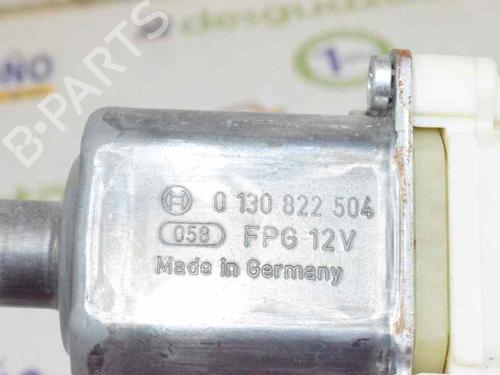 B-PARTS
0 130 822 504
058 FPG 12V
Made in Germany